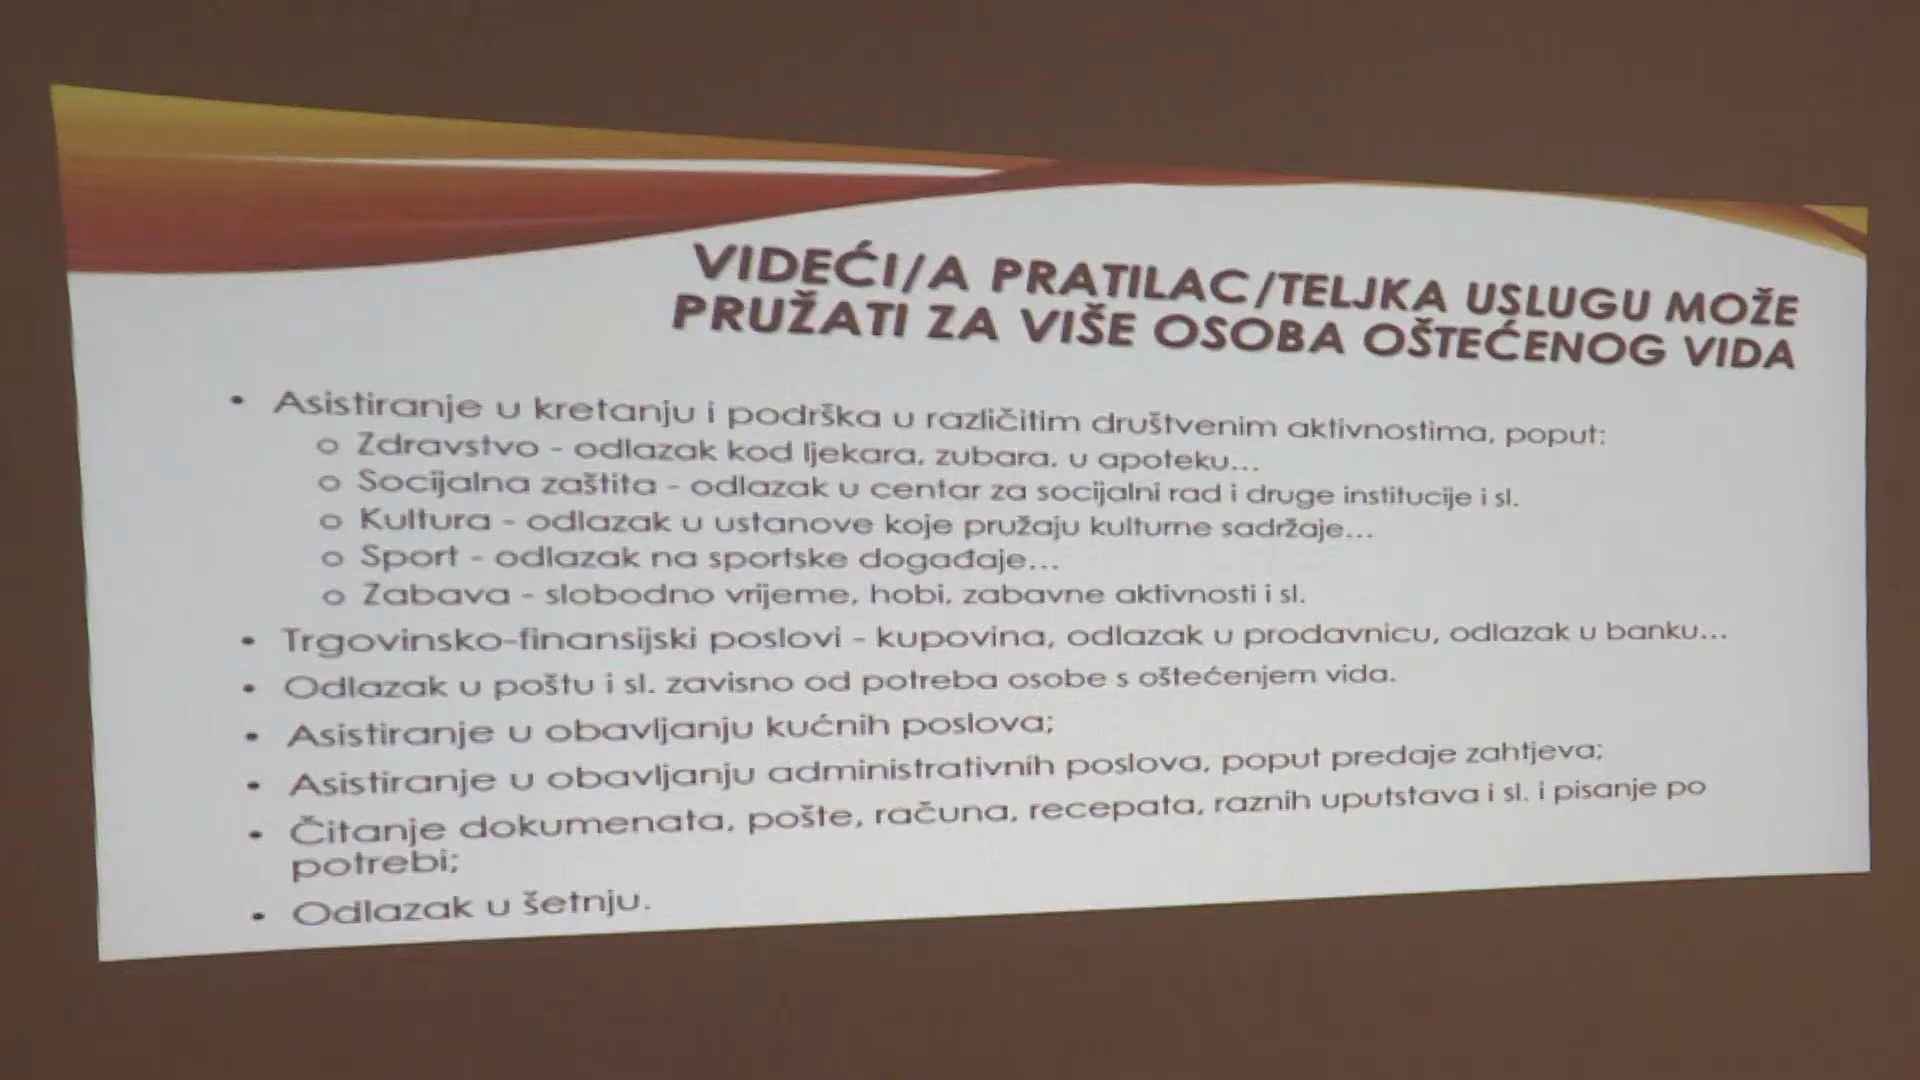 VIDEĆI/A PRATILAC/TELJKA USLUGU MOŽE
PRUŽATI ZA VIŠE OSOBA OŠTEĆENOG VIDA
• Asistiranje u kretanju i podrška u različitim društvenim aktivnostima, poput:
o Zdravstvo - odlazak kod ljekara, zubara, u apoteku...
o Socijalna zaštita - odlazak u centar za socijalni rad i druge institucije i sl.
o Kultura - odlazak u ustanove koje pružaju kulturne sadržaje...
o Sport - odlazak na sportske događaje...
o Zabava - slobodno vrijeme, hobi, zabavne aktivnosti i sl.
• Trgovinsko-finansijski poslovi - kupovina, odlazak u prodavnicu, odlazak u banku...
• Odlazak u poštu i sl. zavisno od potreba osobe s oštećenjem vida.
• Asistiranje u obavljanju kućnih poslova;
• Asistiranje u obavljanju administrativnih poslova, poput predaje zahtjeva;
• Čitanje dokumenata, pošte, računa, recepata, raznih uputstava i sl. i pisanje po
potrebi;
• Odlazak u šetnju.